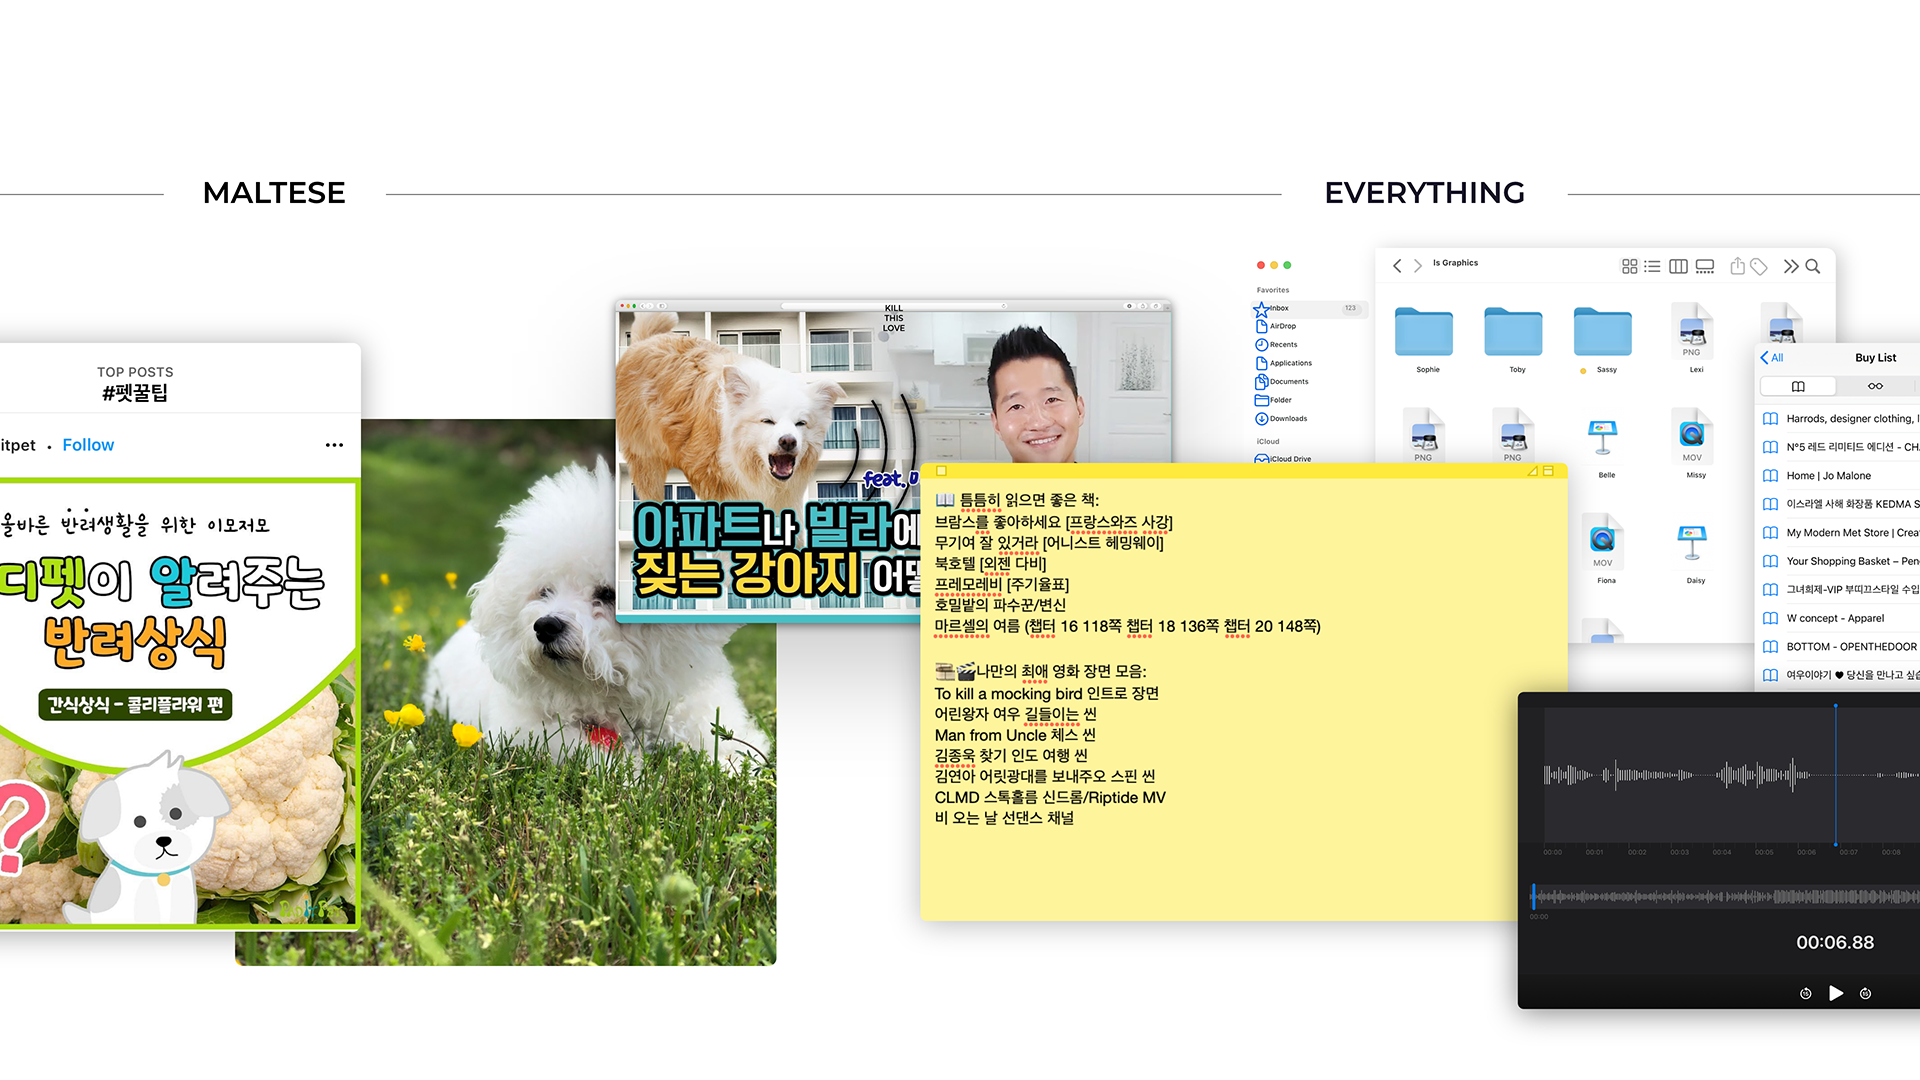 MALTESE
EVERYTHING
TOP POSTS
#펫꿀팁
itpet • Follow
올바른 반려생활을 위한 이모저모
디펫이 알려주는
반려상식
간식상식 - 콜리플라워 편
?
KILL
THIS
LOVE
feat.
아파트나 빌라에
짖는 강아지 어떻
📖 틈틈히 읽으면 좋은 책:
브람스를 좋아하세요 [프랑스와즈 사강]
무기여 잘 있거라 [어니스트 헤밍웨이]
북호텔 [외젠 다비]
프레모레비 [주기율표]
호밀밭의 파수꾼/변신
마르셀의 여름 (챕터 16 118쪽 챕터 18 136쪽 챕터 20 148쪽)
나만의 최애 영화 장면 모음:
To kill a mocking bird 인트로 장면
어린왕자 여우 길들이는 씬
Man from Uncle 체스 씬
김종욱 찾기 인도 여행 씬
김연아 어릿광대를 보내주오 스핀 씬
CLMD 스톡홀름 신드롬/Riptide MV
비 오는 날 선댄스 채널
Favorites
Inbox 123
AirDrop
Recents
Applications
Documents
Folder
Downloads
iCloud
iCloud Drive
Is Graphics
Sophie
Toby
Sassy
PNG
Lexi
PNG
PNG
Belle
MOV
Missy
MOV
Fiona
Daisy
All
Buy List
Harrods, designer clothing, l
N°5 레드 리미티드 에디션 - CH
Home | Jo Malone
이스라엘 사해 화장품 KEDMA S
My Modern Met Store | Crea
Your Shopping Basket – Pen
그녀희제-VIP 부띠끄스타일 수입
W concept - Apparel
BOTTOM - OPENTHEDOOR
여우이야기 ♥ 당신을 만나고 싶습
00:00 00:01 00:02 00:03 00:04 00:05 00:06 00:07 00:08
00:00
00:06.88
15
15